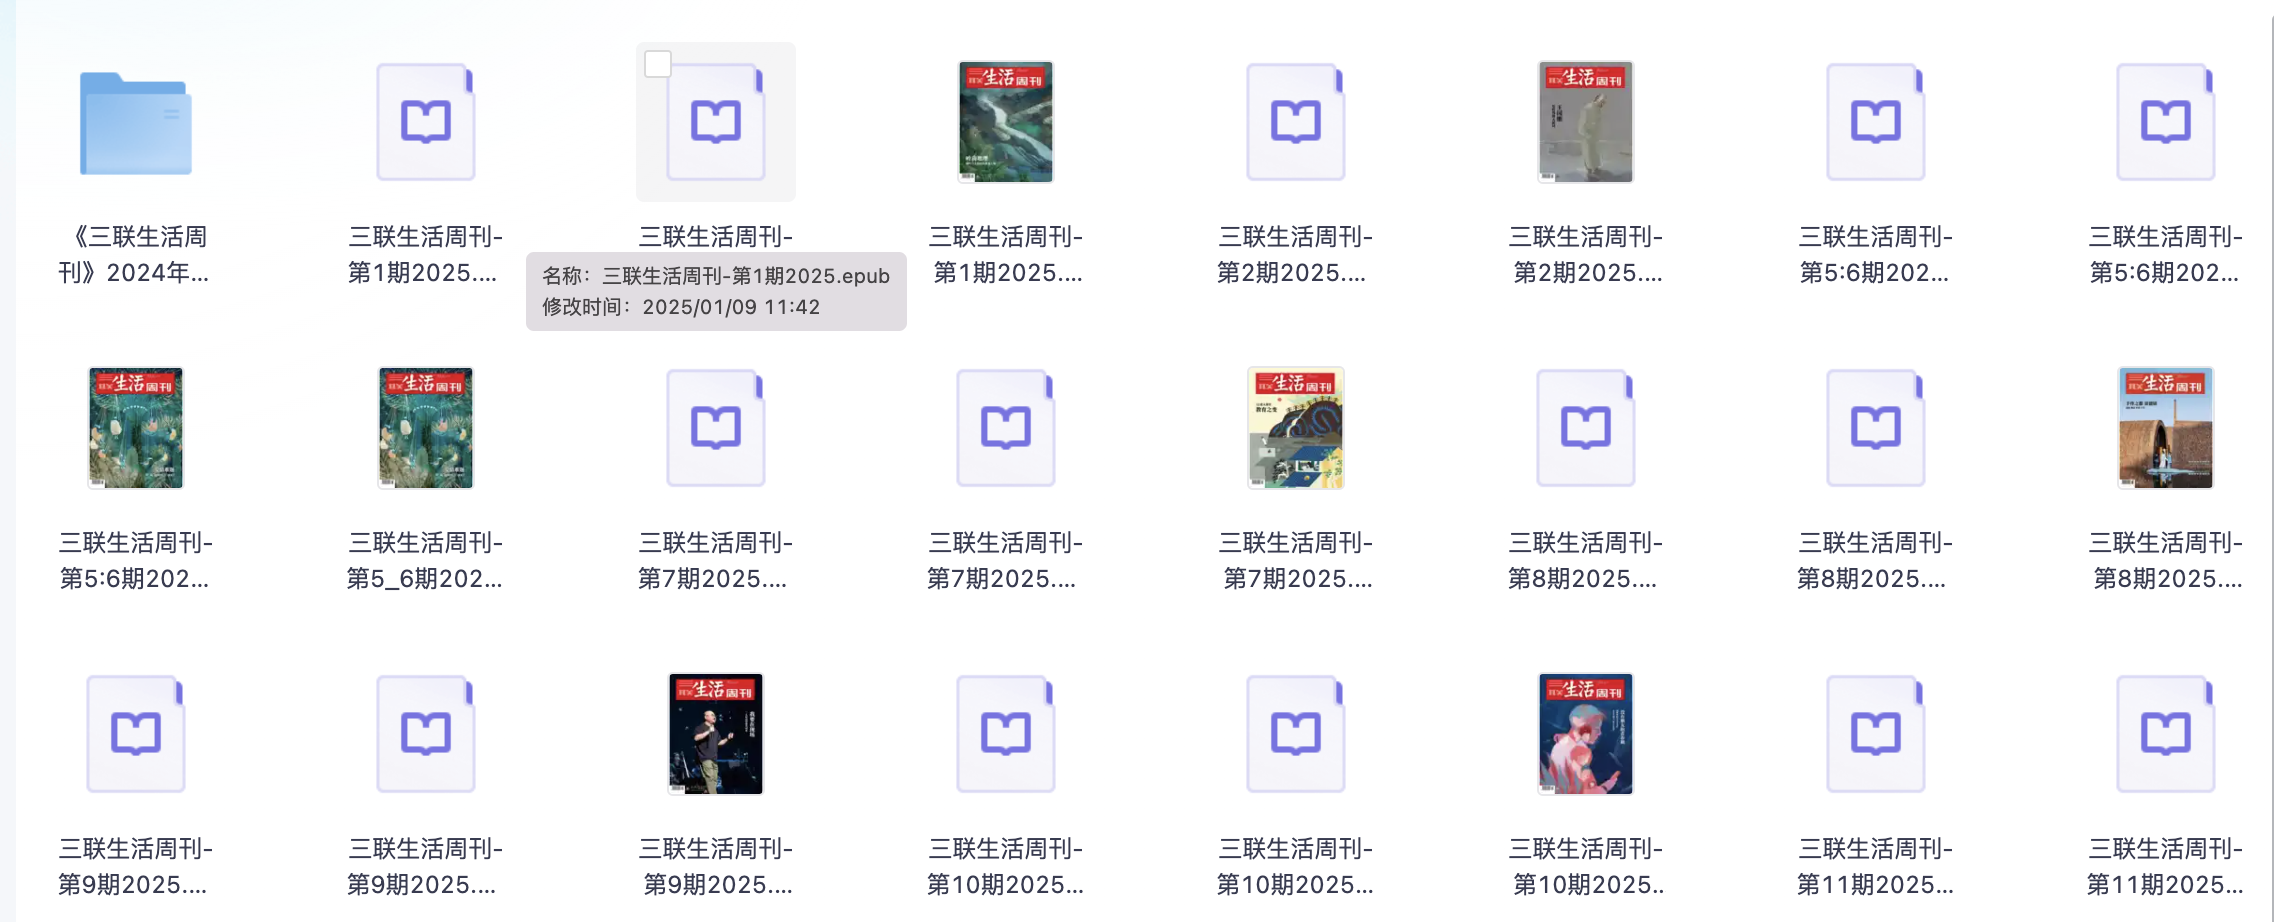 《三联生活周
刊》2024年...
三联生活周刊-
第1期2025....
三联生活周刊-
名称：三联生活周刊-第1期2025.epub
修改时间：2025/01/09 11:42
生活周刊
三联生活周刊-
第1期2025....
三联生活周刊-
第2期2025....
生活周刊
三联生活周刊-
第2期2025....
三联生活周刊-
第5:6期202...
三联生活周刊-
第5:6期202...
生活周刊
三联生活周刊-
第5:6期202...
生活周刊
三联生活周刊-
第5_6期202...
三联生活周刊-
第7期2025....
三联生活周刊-
第7期2025....
生活周刊
教育之变
三联生活周刊-
第7期2025....
三联生活周刊-
第8期2025....
三联生活周刊-
第8期2025....
生活周刊
三联生活周刊-
第8期2025....
三联生活周刊-
第9期2025....
三联生活周刊-
第9期2025....
生活周刊
三联生活周刊-
第9期2025....
三联生活周刊-
第10期2025...
三联生活周刊-
第10期2025...
生活周刊
三联生活周刊-
第10期2025..
三联生活周刊-
第11期2025...
三联生活周刊-
第11期2025...